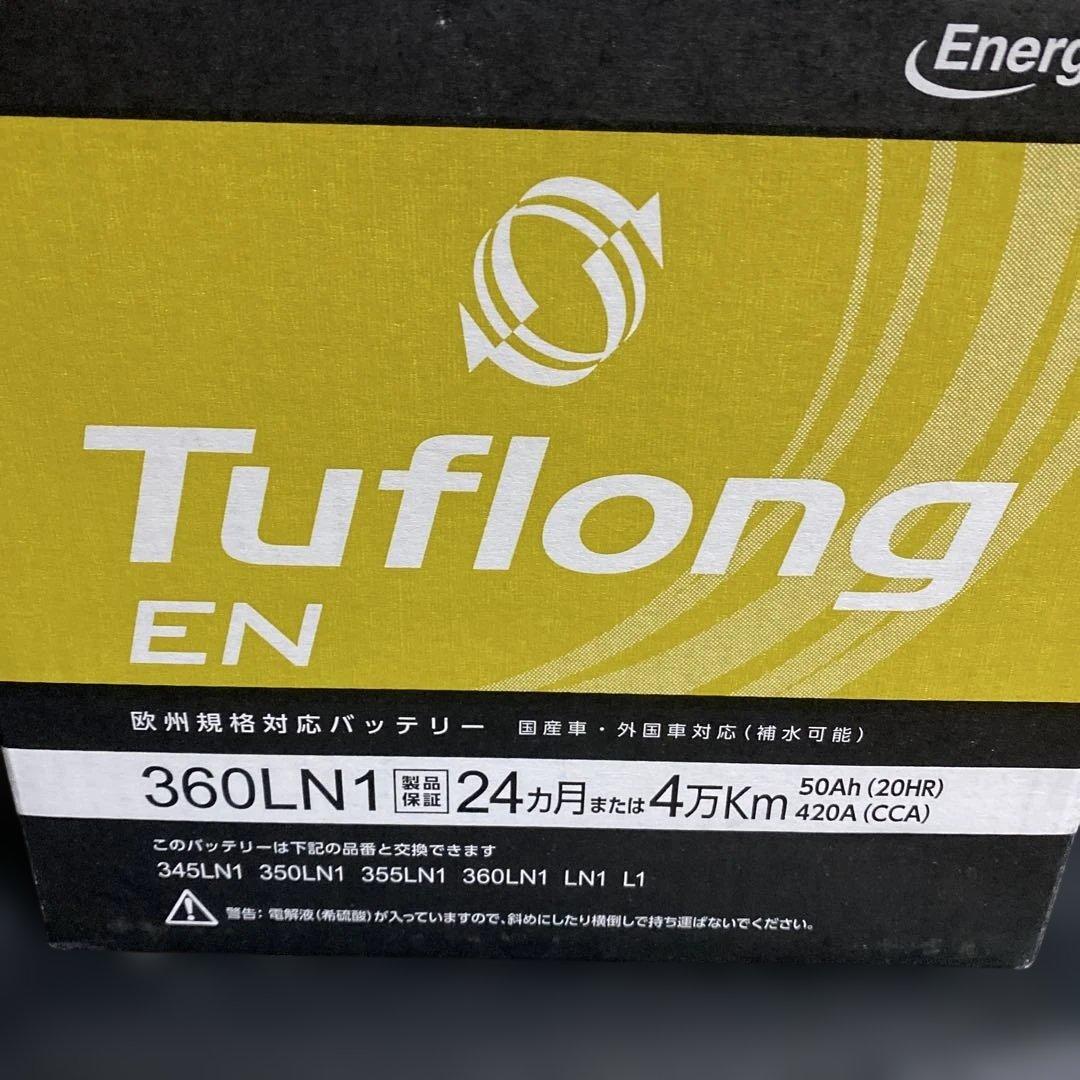 Energ
Tuflong
EN
欧州規格対応バッテリー 国産車・外国車対応(補水可能)
360LN1 製品保証 24カ月または4万Km 50Ah (20HR)
420A (CCA)
このバッテリーは下記の品番と交換できます
345LN1 350LN1 355LN1 360LN1 LN1 L1
警告: 電解液(希硫酸)が入っていますので、斜めにしたり横倒しで持ち運ばないでください。